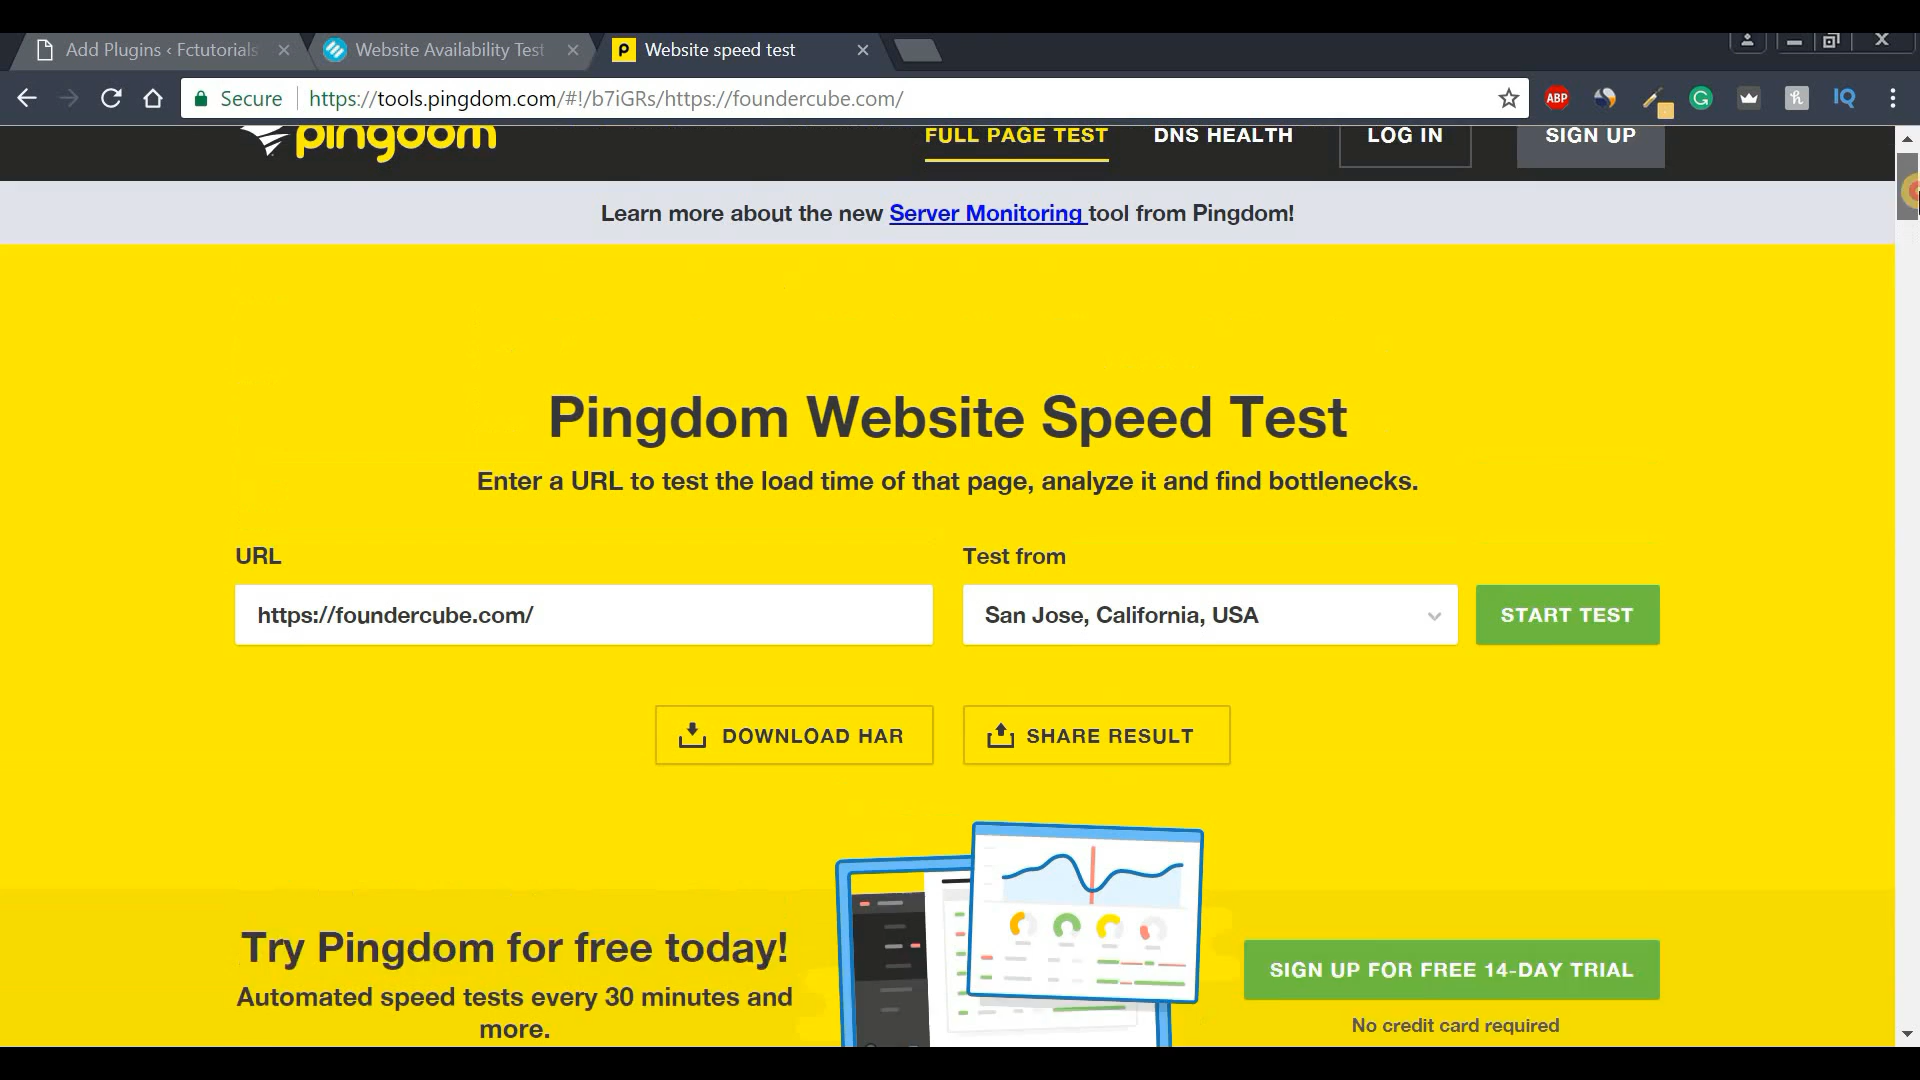 Add Plugins ‹ Fctutorials
Website Availability Test
Website speed test
Secure
https://tools.pingdom.com/#!/b7iGRs/https://foundercube.com/
ABP
IQ
pingdom
FULL PAGE TEST
DNS HEALTH
LOG IN
SIGN UP
Learn more about the new Server Monitoring tool from Pingdom!
Pingdom Website Speed Test
Enter a URL to test the load time of that page, analyze it and find bottlenecks.
URL
Test from
https://foundercube.com/
San Jose, California, USA
START TEST
DOWNLOAD HAR
SHARE RESULT
Try Pingdom for free today!
Automated speed tests every 30 minutes and
more.
SIGN UP FOR FREE 14-DAY TRIAL
No credit card required